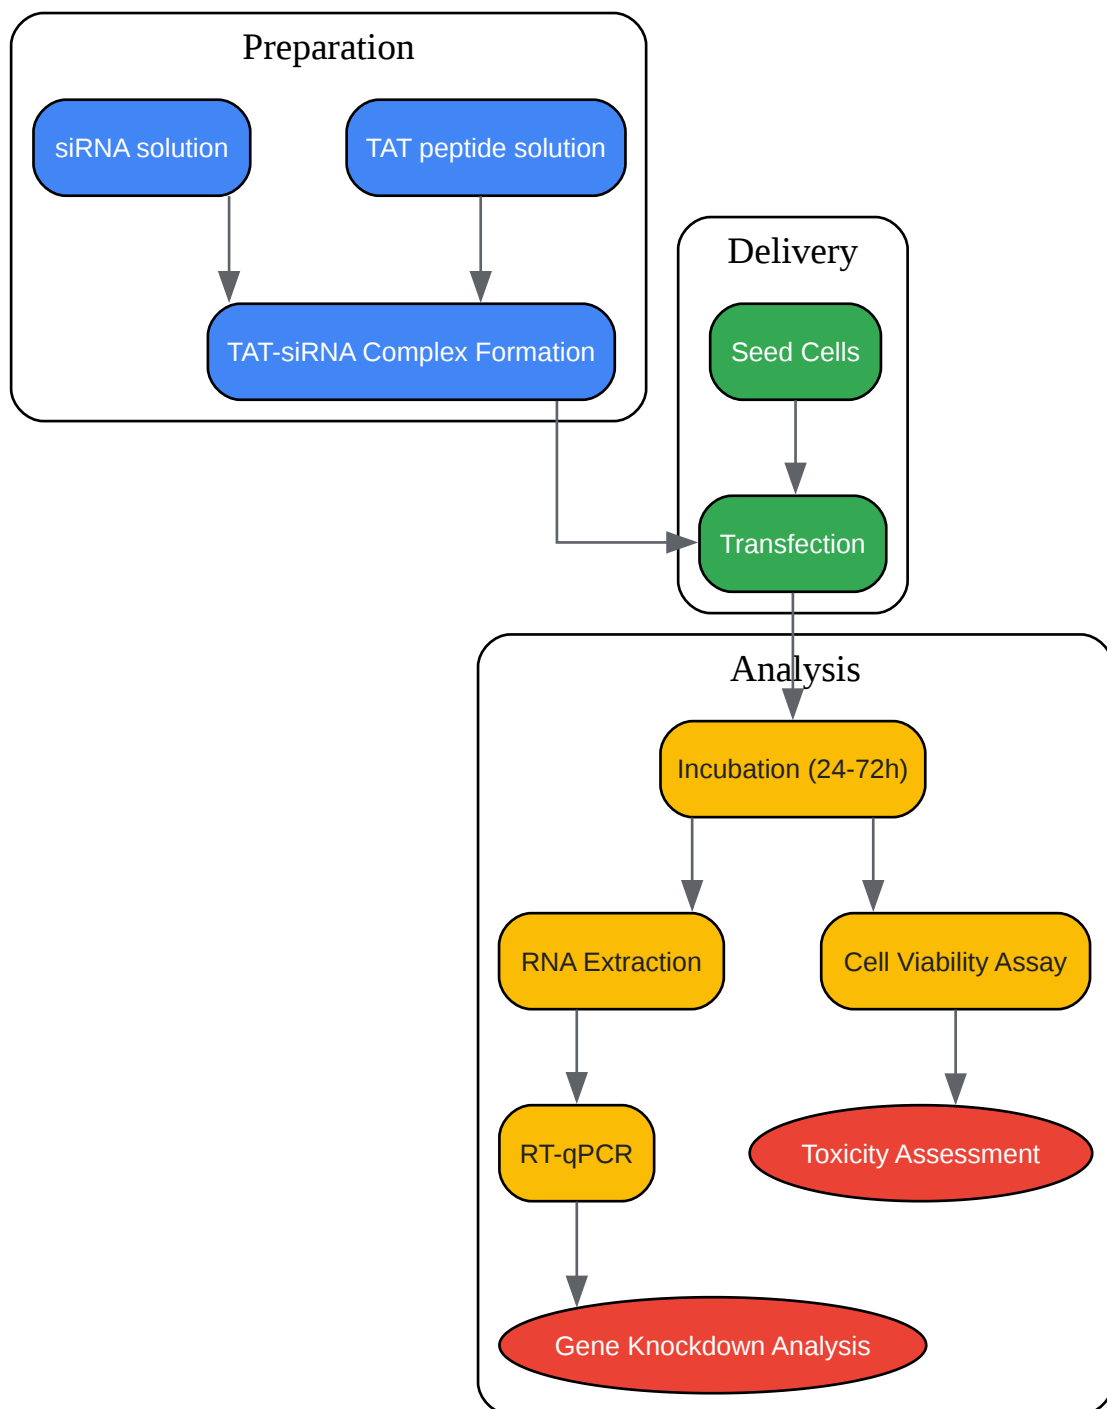 Preparation
siRNA solution
TAT peptide solution
TAT-siRNA Complex Formation
Delivery
Seed Cells
Transfection
Analysis
Incubation (24-72h)
RNA Extraction
Cell Viability Assay
RT-qPCR
Toxicity Assessment
Gene Knockdown Analysis